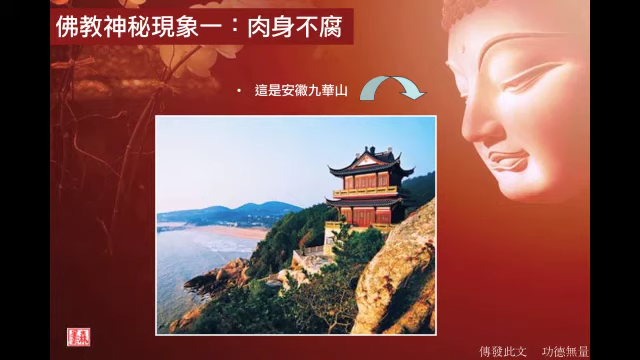 佛教神秘現象一：肉身不腐
• 這是安徽九華山
傳發此文 功德無量